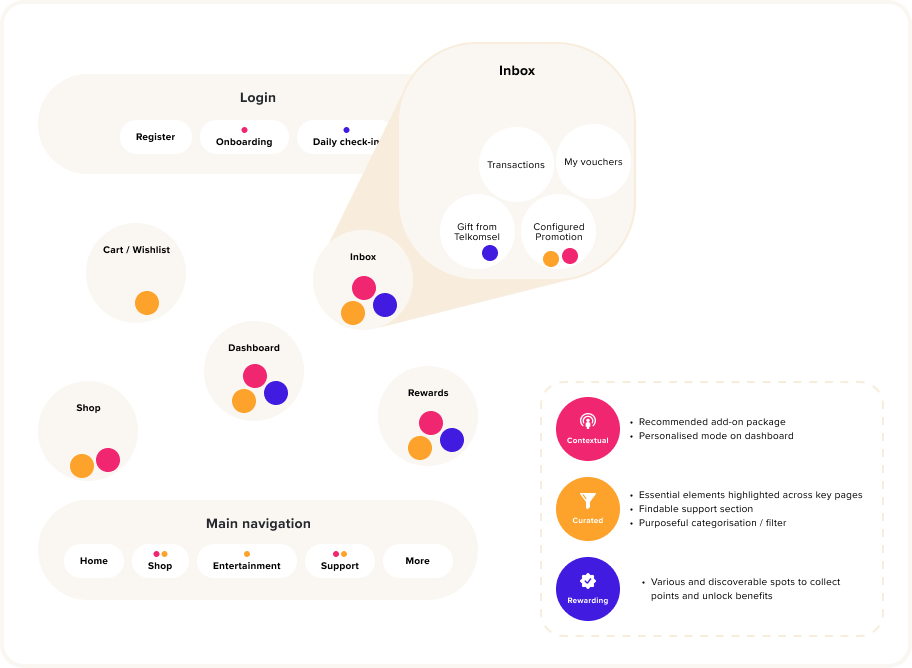 Inbox
Login
Register
Onboarding
Daily check-in
Transactions
My vouchers
Gift from
Telkomsel
Configured
Promotion
Cart / Wishlist
Inbox
Dashboard
Shop
Rewards
Contextual
• Recommended add-on package
• Personalised mode on dashboard
Curated
• Essential elements highlighted across key pages
• Findable support section
• Purposeful categorisation / filter
Rewarding
• Various and discoverable spots to collect
points and unlock benefits
Main navigation
Home
Shop
Entertainment
Support
More